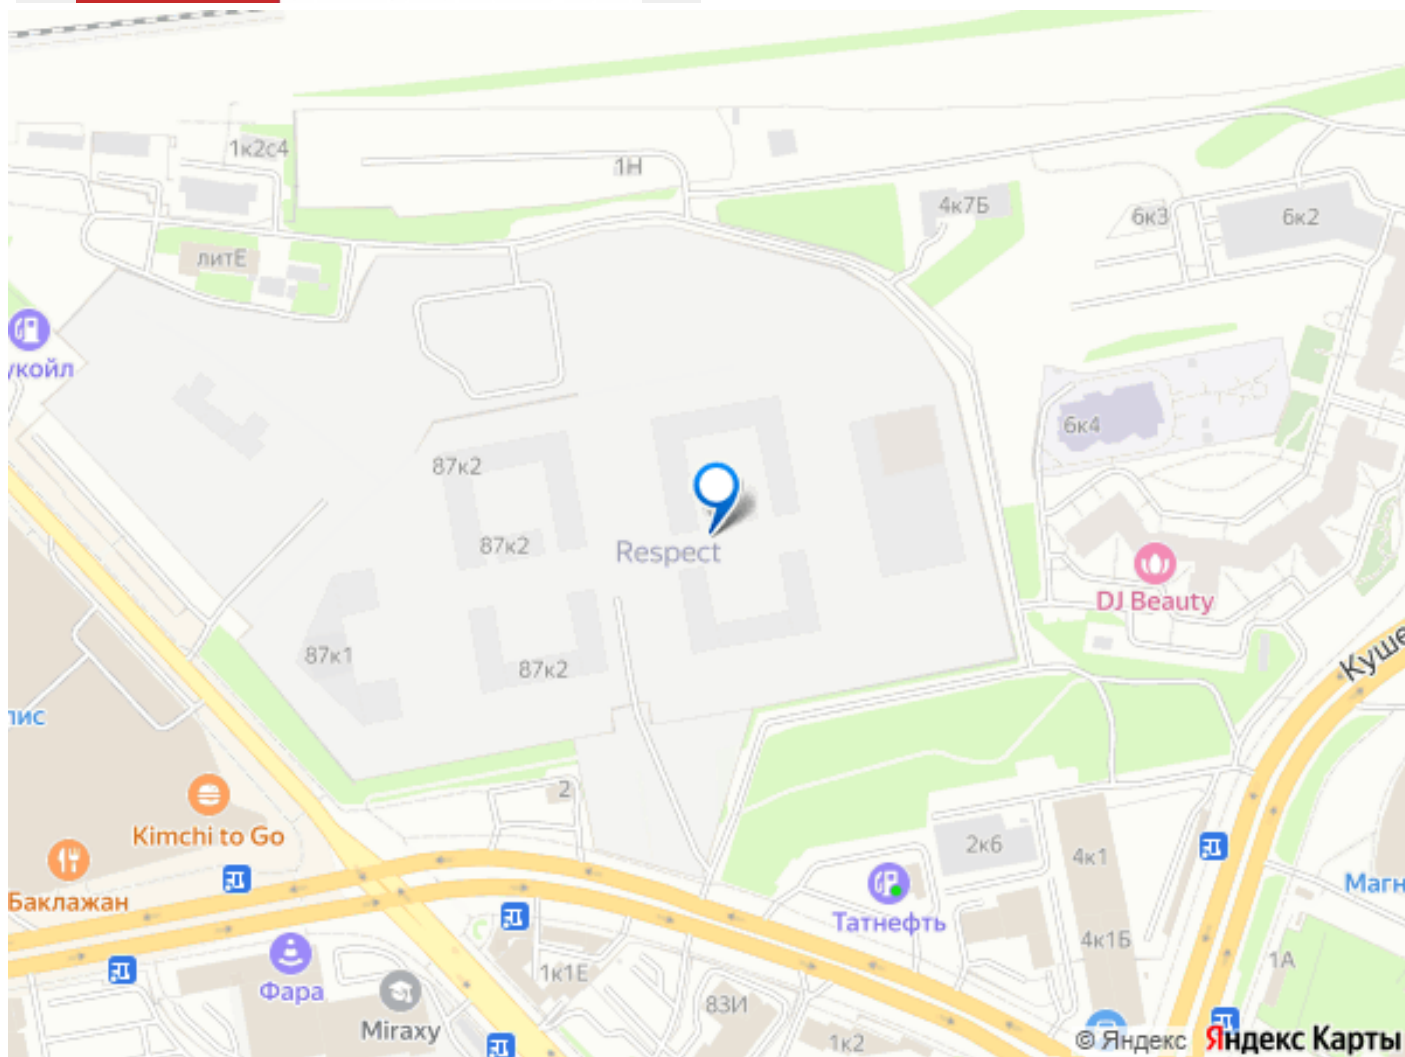 1к2с4
1Н
4к7Б
6к3
6к2
литЕ
укойл
6к4
87к2
87к2
Respect
DJ Beauty
87к1
87к2
Куше
лис
2
Kimchi to Go
2к6
4к1
Магн
Баклажан
Татнефть
4к1Б
1А
1к1Е
Фара
83И
Miraxy
1к2
© Яндекс Яндекс Карты